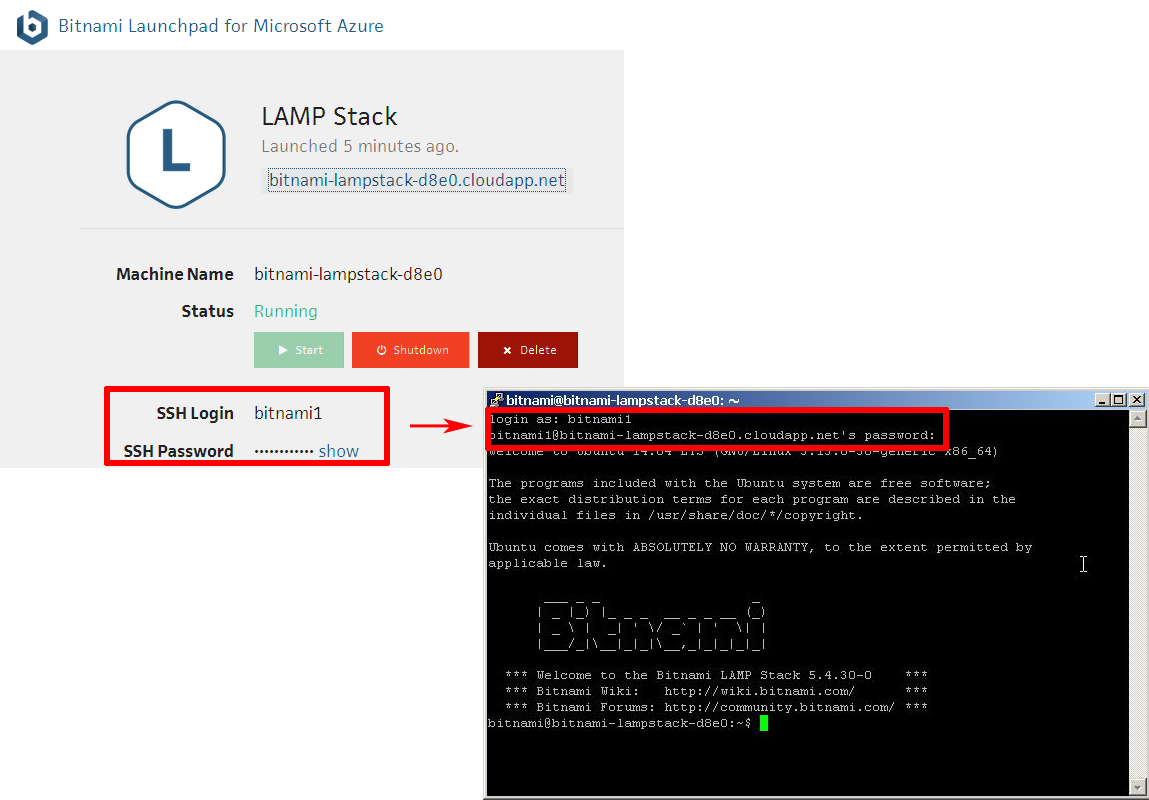 Bitnami Launchpad for Microsoft Azure
L
LAMP Stack
Launched 5 minutes ago.
bitnami-lampstack-d8e0.cloudapp.net
Machine Name bitnami-lampstack-d8e0
Status Running
Start Shutdown Delete
SSH Login bitnami1
SSH Password •••••••••••• show
bitnami@bitnami-lampstack-d8e0: ~
login as: bitnami1
bitnami1@bitnami-lampstack-d8e0.cloudapp.net's password:
Welcome to Ubuntu 14.04 LTS (GNU/Linux 3.13.0-30-generic x86_64)
The programs included with the Ubuntu system are free software;
the exact distribution terms for each program are described in the
individual files in /usr/share/doc/*/copyright.
Ubuntu comes with ABSOLUTELY NO WARRANTY, to the extent permitted by
applicable law.
Bitnami
*** Welcome to the Bitnami LAMP Stack 5.4.30-0 ***
*** Bitnami Wiki: http://wiki.bitnami.com/ ***
*** Bitnami Forums: http://community.bitnami.com/ ***
bitnami@bitnami-lampstack-d8e0:~$